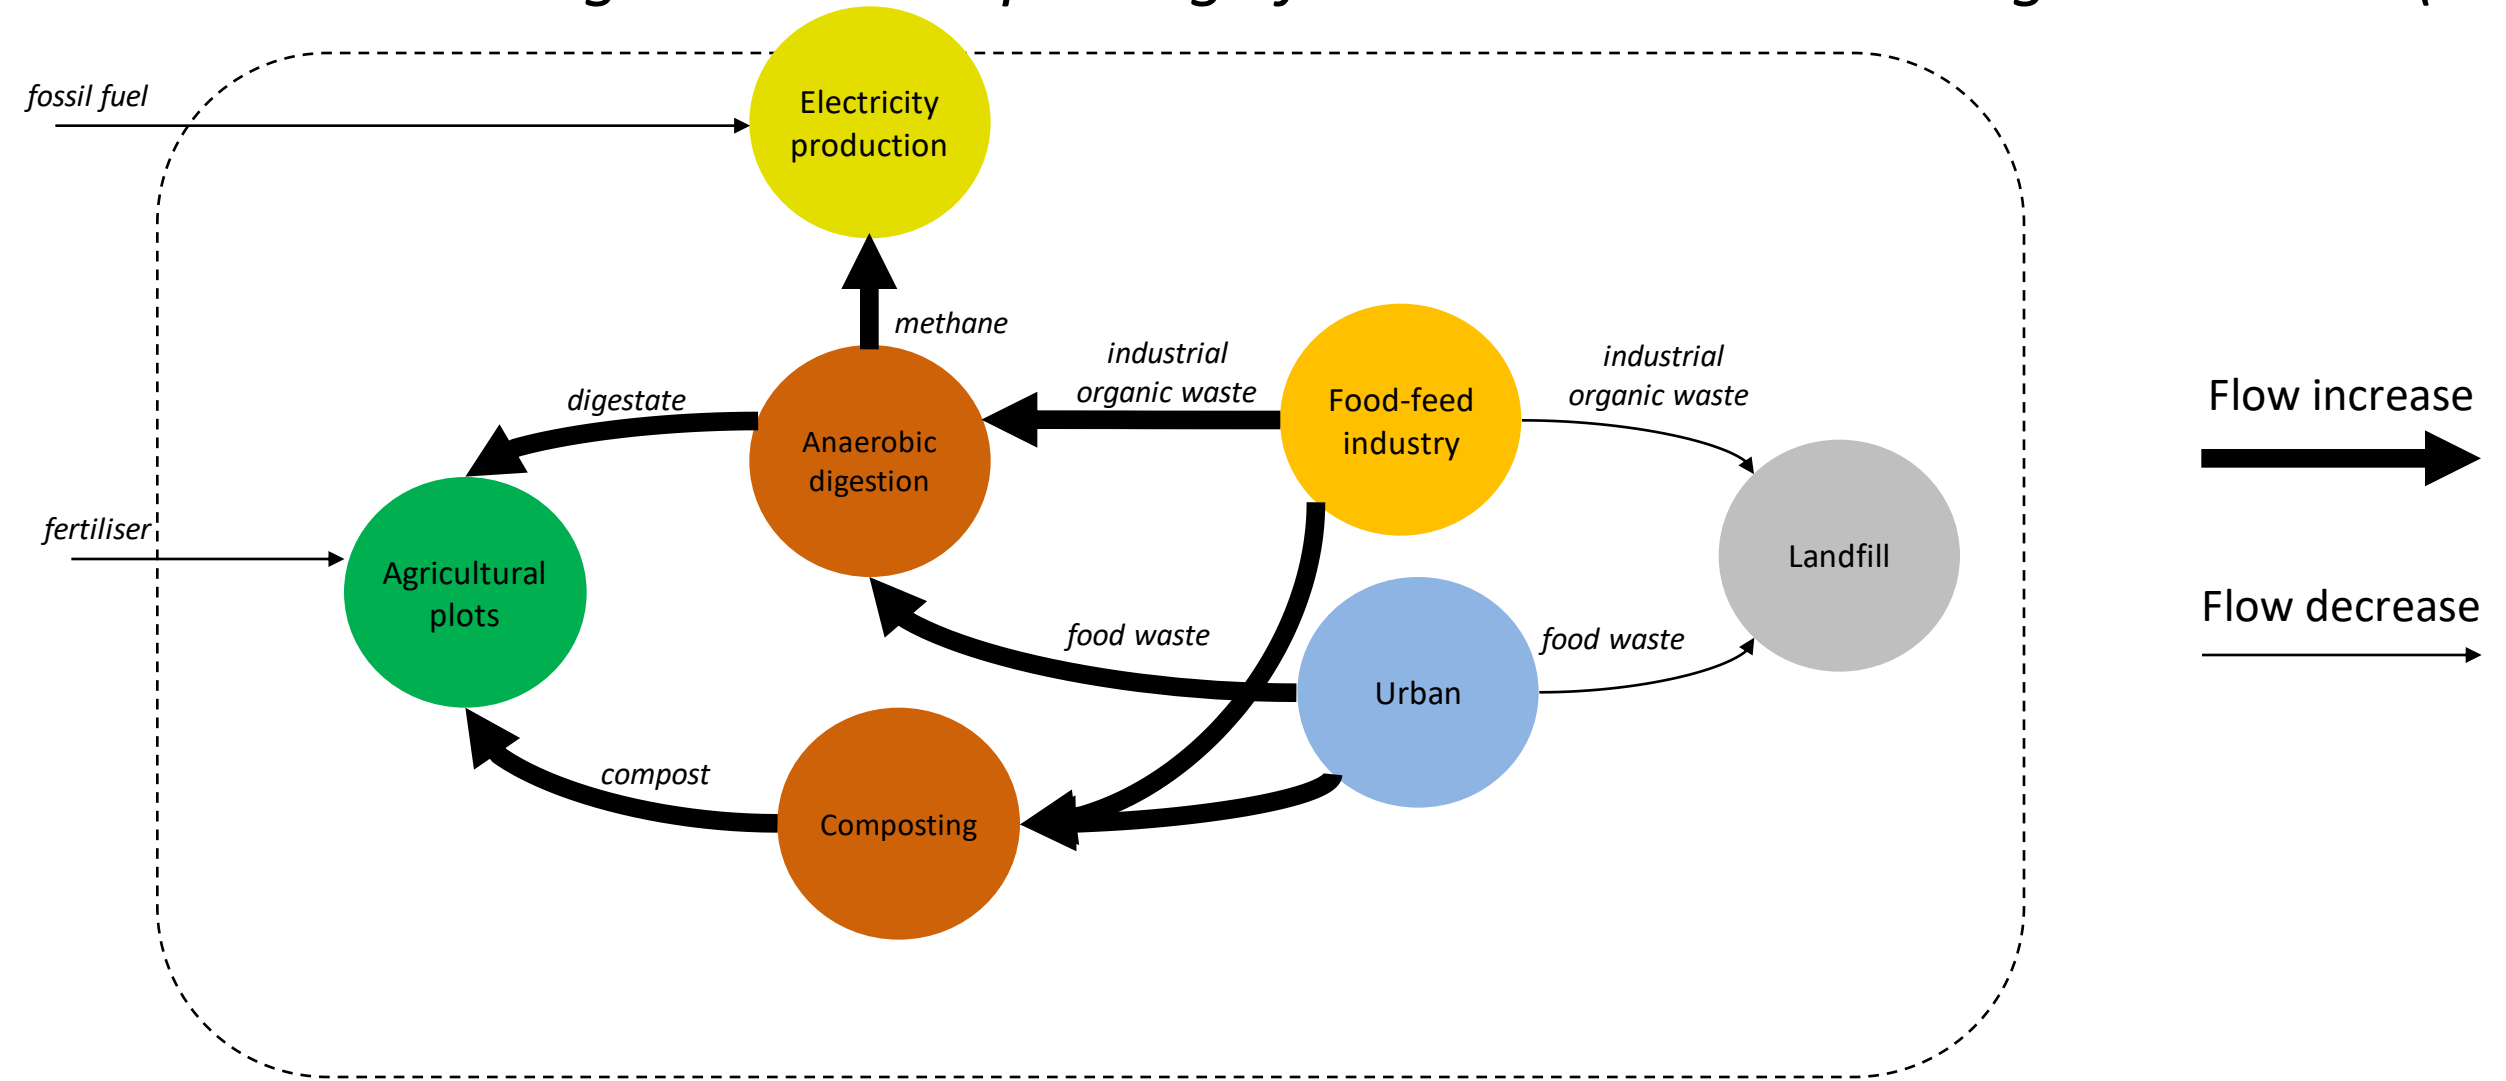 fossil fuel
Electricity
production
methane
industrial
organic waste
industrial
organic waste
digestate
Food-feed
industry
Flow increase
Anaerobic
digestion
fertiliser
Landfill
Agricultural
plots
Flow decrease
food waste
food waste
Urban
compost
Composting